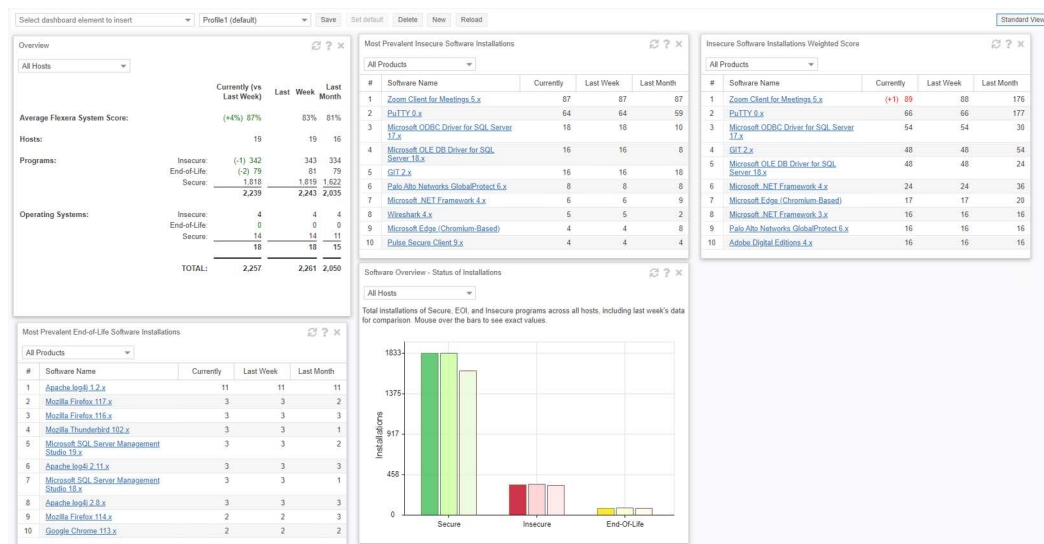 Select dashboard element to insert Profile1 (default) Save Set default Delete New Reload Standard View
Overview
All Hosts
Currently (vs Last Week) Last Week Last Month
Average Flexera System Score: (+4%) 87% 83% 81%
Hosts: 19 19 16
Programs: Insecure: (-1) 342 343 334
End-of-Life: (-2) 79 81 79
Secure: 1,818 1,819 1,622
2,239 2,243 2,035
Operating Systems: Insecure: 4 4 4
End-of-Life: 0 0 0
Secure: 14 14 11
18 18 15
TOTAL: 2,257 2,261 2,050
Most Prevalent Insecure Software Installations
All Products
# Software Name Currently Last Week Last Month
1 Zoom Client for Meetings 5.x 87 87 87
2 PuTTY 0.x 64 64 59
3 Microsoft ODBC Driver for SQL Server 17.x 18 18 10
4 Microsoft OLE DB Driver for SQL Server 18.x 16 16 8
5 GIT 2.x 16 16 18
6 Palo Alto Networks GlobalProtect 6.x 8 8 8
7 Microsoft .NET Framework 4.x 6 6 9
8 Wireshark 4.x 5 5 2
9 Microsoft Edge (Chromium-Based) 4 4 8
10 Pulse Secure Client 9.x 4 4 4
Insecure Software Installations Weighted Score
All Products
# Software Name Currently Last Week Last Month
1 Zoom Client for Meetings 5.x (+1) 89 88 176
2 PuTTY 0.x 66 66 177
3 Microsoft ODBC Driver for SQL Server 17.x 54 54 30
4 GIT 2.x 48 48 54
5 Microsoft OLE DB Driver for SQL Server 18.x 48 48 24
6 Microsoft .NET Framework 4.x 24 24 36
7 Microsoft Edge (Chromium-Based) 17 17 20
8 Microsoft .NET Framework 3.x 16 16 16
9 Palo Alto Networks GlobalProtect 6.x 16 16 16
10 Adobe Digital Editions 4.x 16 16 16
Most Prevalent End-of-Life Software Installations
All Products
# Software Name Currently Last Week Last Month
1 Apache log4j 1.2.x 11 11 11
2 Mozilla Firefox 117.x 3 3 2
3 Mozilla Firefox 116.x 3 3 3
4 Mozilla Thunderbird 102.x 3 3 1
5 Microsoft SQL Server Management Studio 19.x 3 3 2
6 Apache log4j 2.11.x 3 3 3
7 Microsoft SQL Server Management Studio 18.x 3 3 1
8 Apache log4j 2.8.x 3 3 3
9 Mozilla Firefox 114.x 2 2 3
10 Google Chrome 113.x 2 2 2
Software Overview - Status of Installations
All Hosts
Total installations of Secure, EOl, and Insecure programs across all hosts, including last week's data
for comparison. Mouse over the bars to see exact values.
Installations
1833
1375
917
458
0
Secure Insecure End-Of-Life